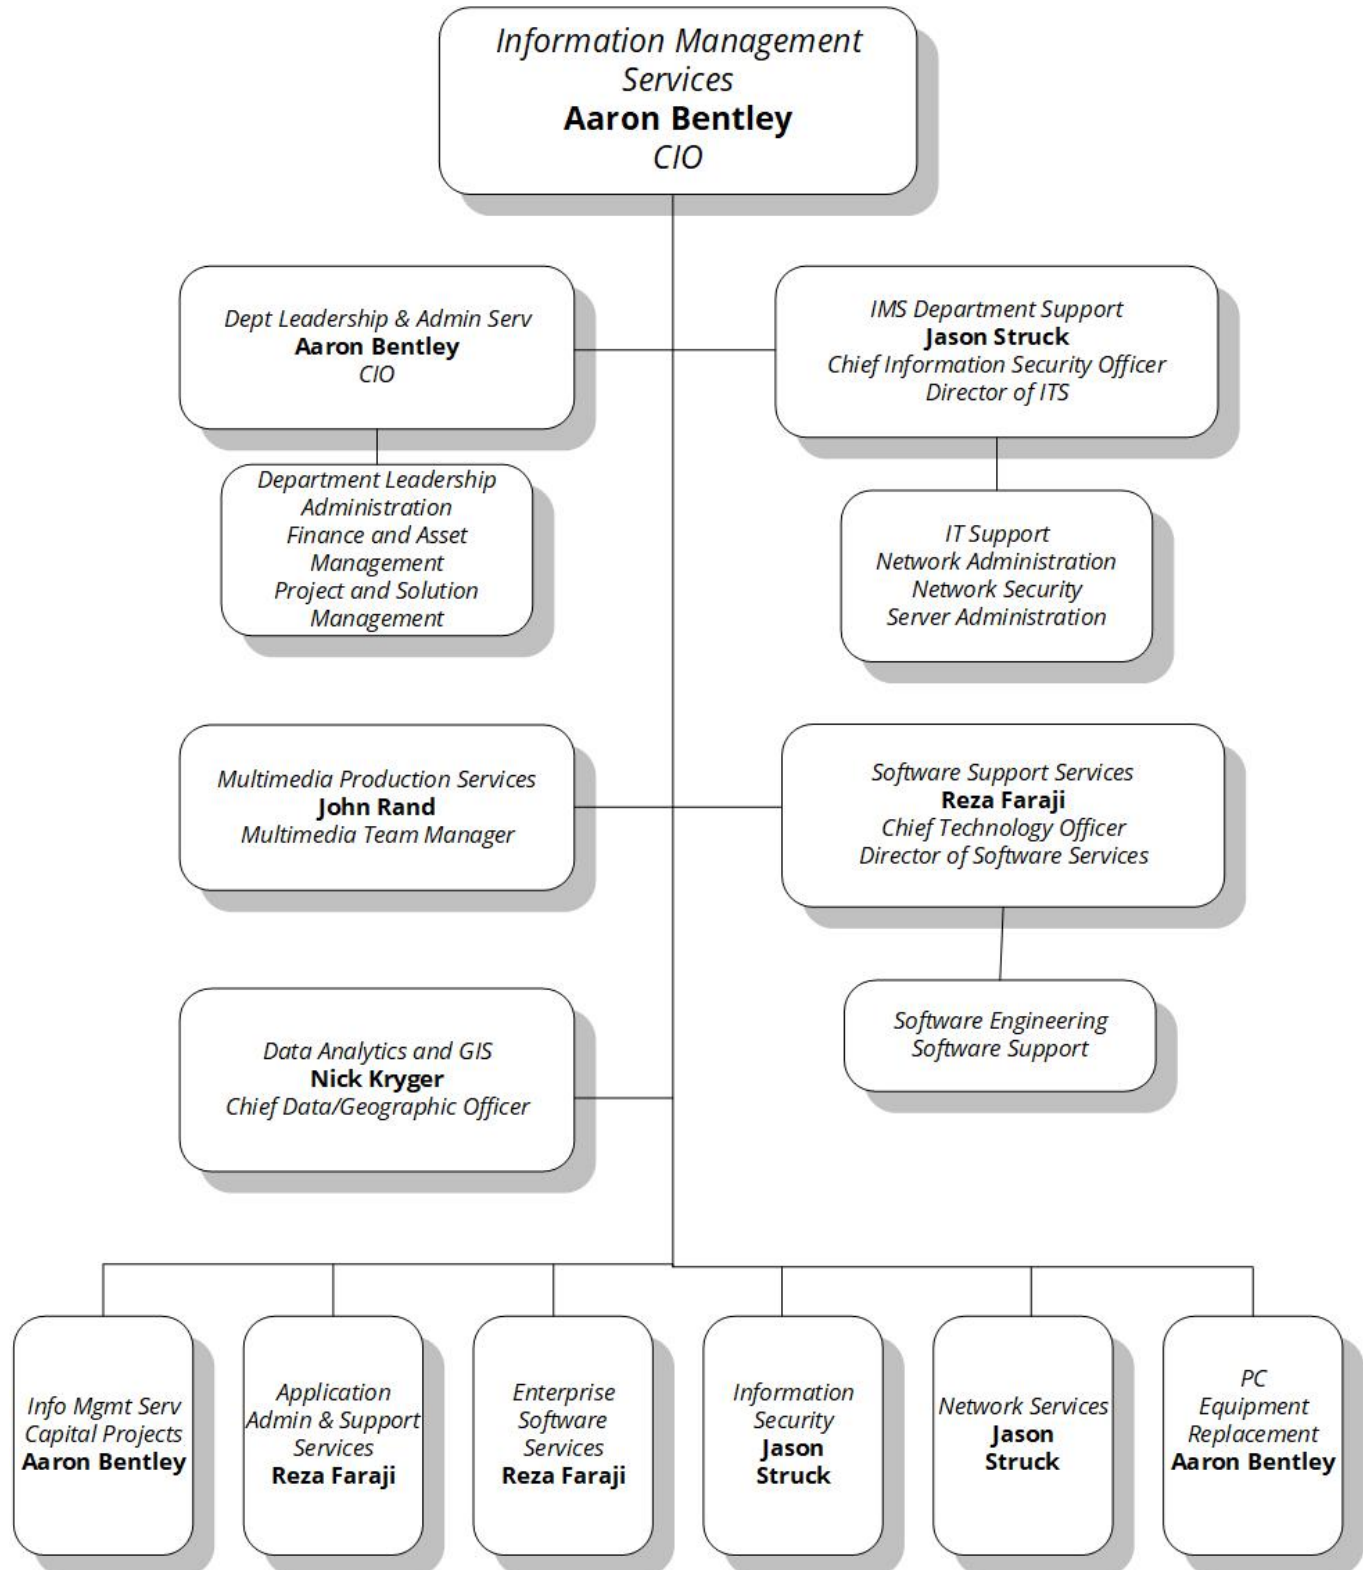 Information Management
Services
Aaron Bentley
CIO
Dept Leadership & Admin Serv
Aaron Bentley
CIO
IMS Department Support
Jason Struck
Chief Information Security Officer
Director of ITS
Department Leadership
Administration
Finance and Asset
Management
Project and Solution
Management
IT Support
Network Administration
Network Security
Server Administration
Multimedia Production Services
John Rand
Multimedia Team Manager
Software Support Services
Reza Faraji
Chief Technology Officer
Director of Software Services
Data Analytics and GIS
Nick Kryger
Chief Data/Geographic Officer
Software Engineering
Software Support
Info Mgmt Serv
Capital Projects
Aaron Bentley
Application
Admin & Support
Services
Reza Faraji
Enterprise
Software
Services
Reza Faraji
Information
Security
Jason
Struck
Network Services
Jason
Struck
PC
Equipment
Replacement
Aaron Bentley